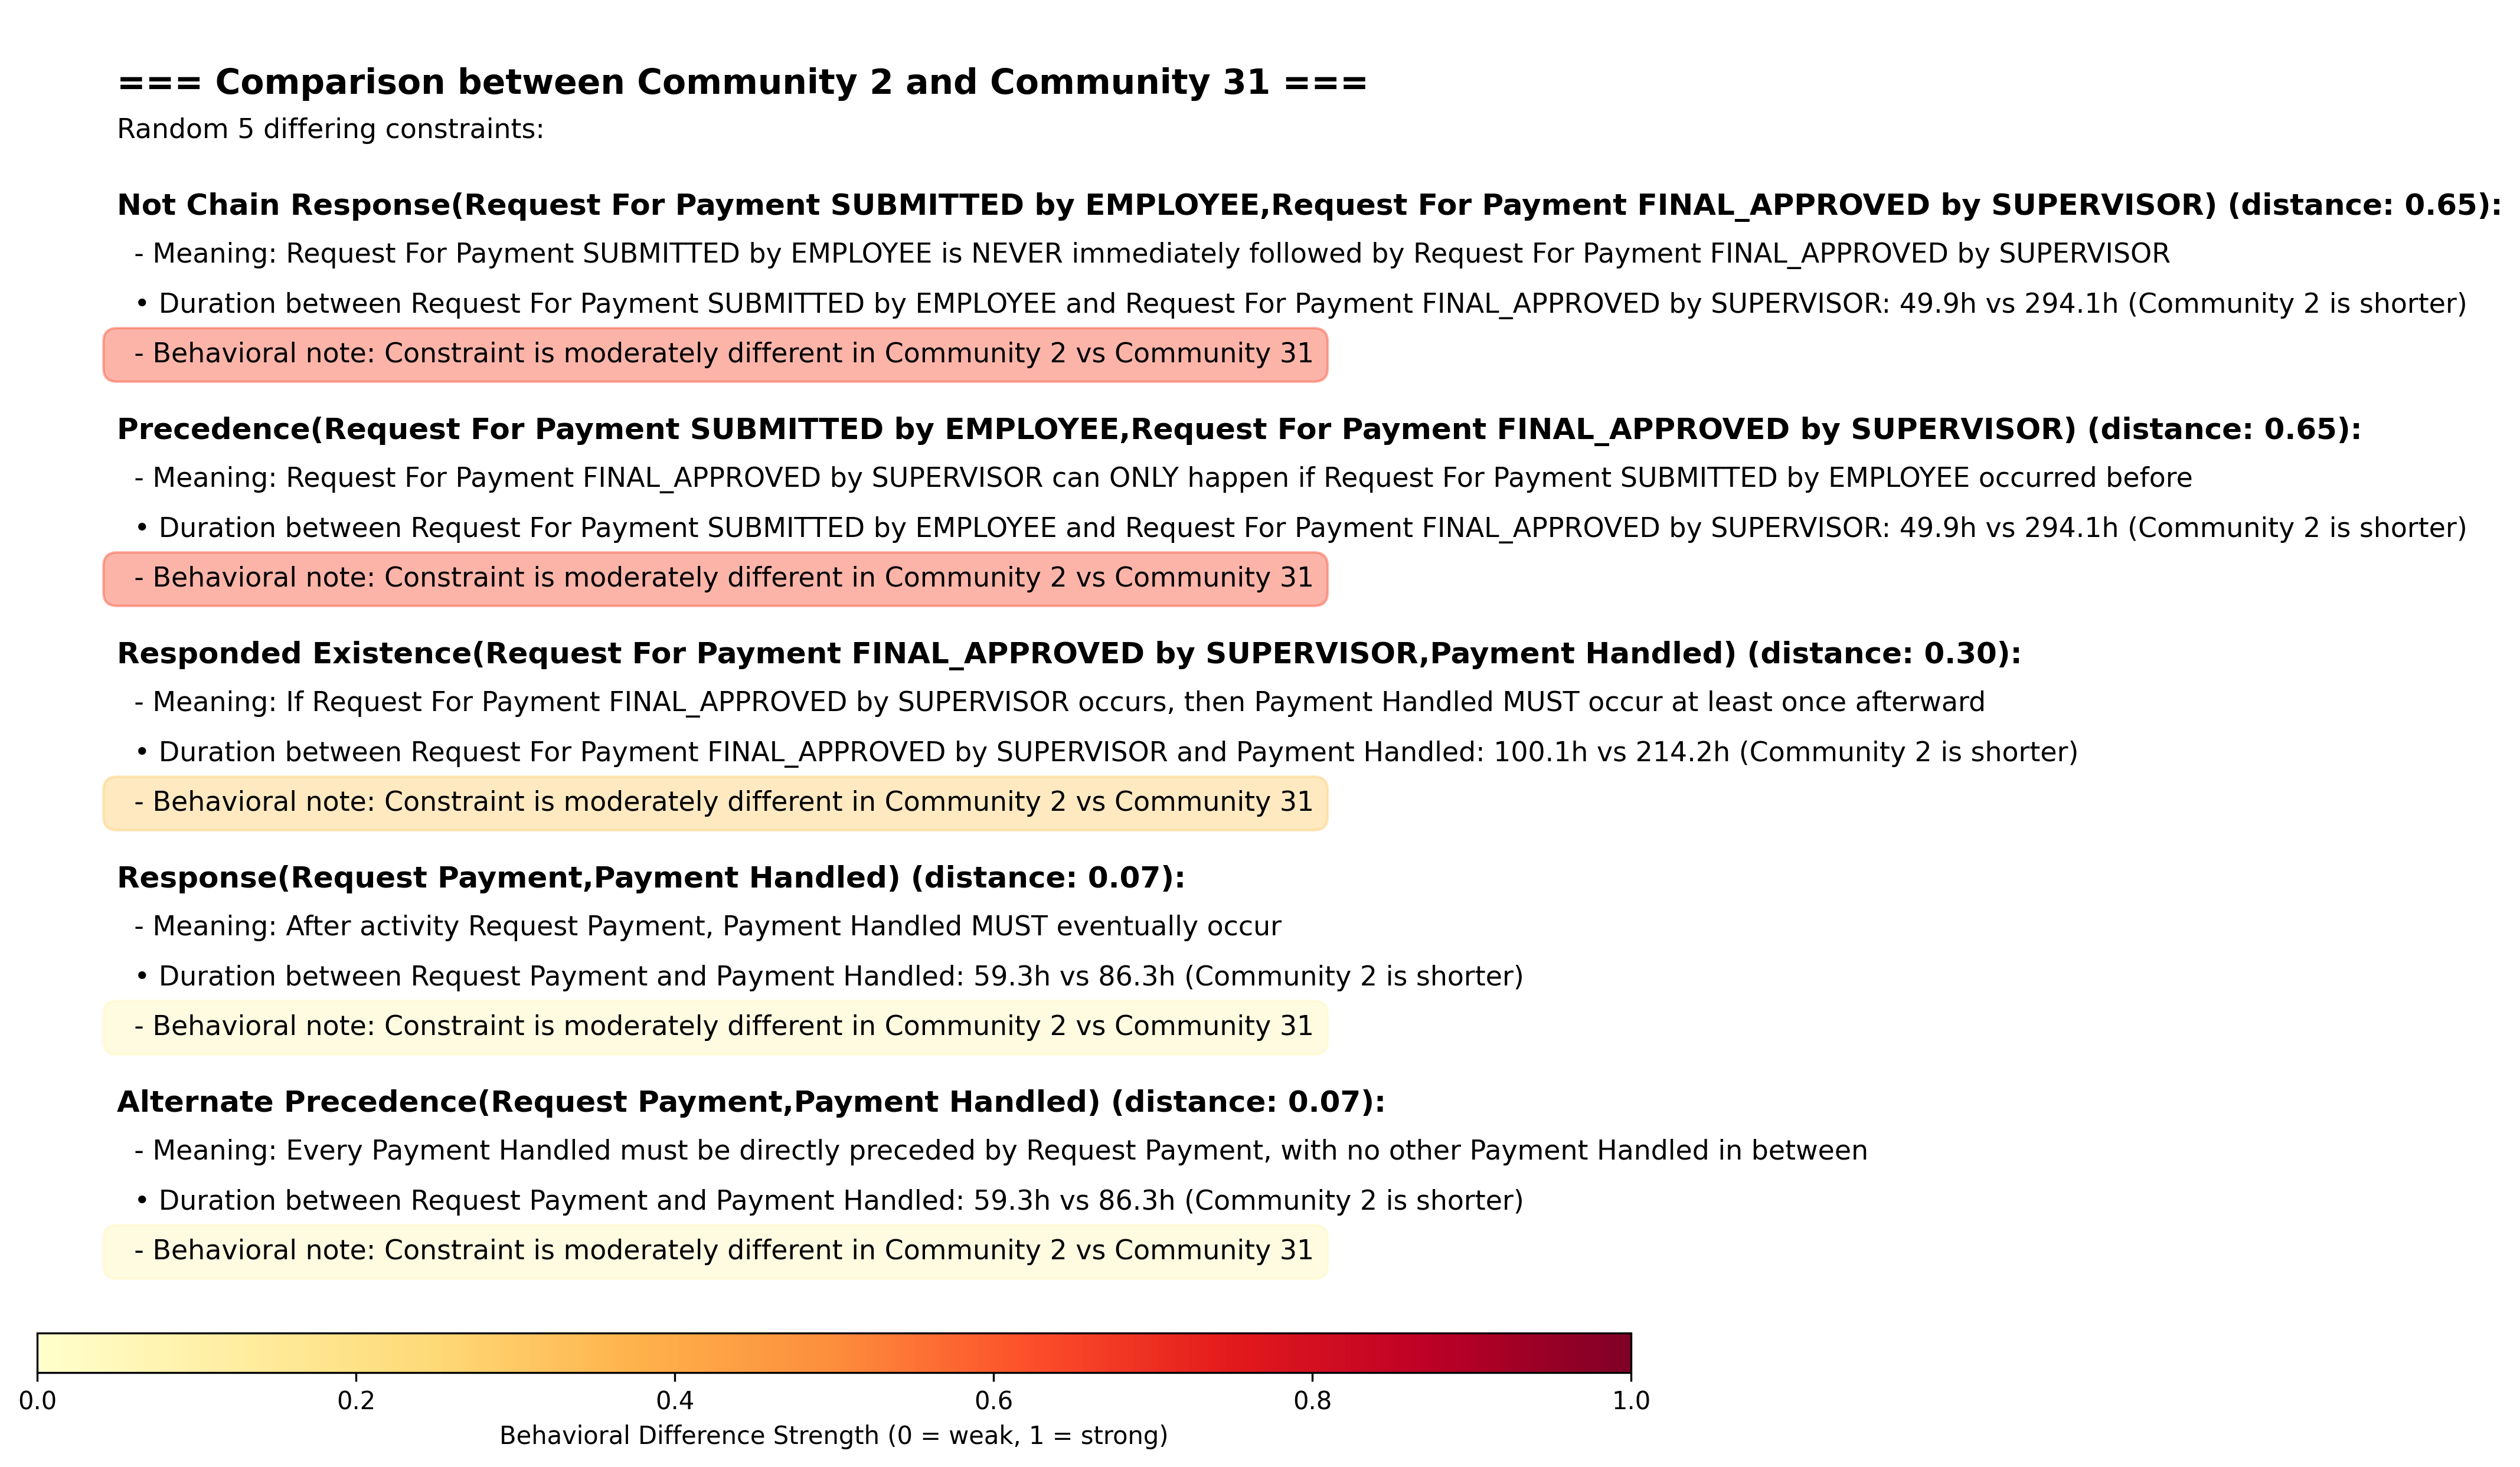 === Comparison between Community 2 and Community 31 ===
Random 5 differing constraints:
Not Chain Response(Request For Payment SUBMITTED by EMPLOYEE,Request For Payment FINAL_APPROVED by SUPERVISOR) (distance: 0.65):
- Meaning: Request For Payment SUBMITTED by EMPLOYEE is NEVER immediately followed by Request For Payment FINAL_APPROVED by SUPERVISOR
• Duration between Request For Payment SUBMITTED by EMPLOYEE and Request For Payment FINAL_APPROVED by SUPERVISOR: 49.9h vs 294.1h (Community 2 is shorter)
- Behavioral note: Constraint is moderately different in Community 2 vs Community 31
Precedence(Request For Payment SUBMITTED by EMPLOYEE,Request For Payment FINAL_APPROVED by SUPERVISOR) (distance: 0.65):
- Meaning: Request For Payment FINAL_APPROVED by SUPERVISOR can ONLY happen if Request For Payment SUBMITTED by EMPLOYEE occurred before
• Duration between Request For Payment SUBMITTED by EMPLOYEE and Request For Payment FINAL_APPROVED by SUPERVISOR: 49.9h vs 294.1h (Community 2 is shorter)
- Behavioral note: Constraint is moderately different in Community 2 vs Community 31
Responded Existence(Request For Payment FINAL_APPROVED by SUPERVISOR,Payment Handled) (distance: 0.30):
- Meaning: If Request For Payment FINAL_APPROVED by SUPERVISOR occurs, then Payment Handled MUST occur at least once afterward
• Duration between Request For Payment FINAL_APPROVED by SUPERVISOR and Payment Handled: 100.1h vs 214.2h (Community 2 is shorter)
- Behavioral note: Constraint is moderately different in Community 2 vs Community 31
Response(Request Payment,Payment Handled) (distance: 0.07):
- Meaning: After activity Request Payment, Payment Handled MUST eventually occur
• Duration between Request Payment and Payment Handled: 59.3h vs 86.3h (Community 2 is shorter)
- Behavioral note: Constraint is moderately different in Community 2 vs Community 31
Alternate Precedence(Request Payment,Payment Handled) (distance: 0.07):
- Meaning: Every Payment Handled must be directly preceded by Request Payment, with no other Payment Handled in between
• Duration between Request Payment and Payment Handled: 59.3h vs 86.3h (Community 2 is shorter)
- Behavioral note: Constraint is moderately different in Community 2 vs Community 31
0.0 0.2 0.4 0.6 0.8 1.0
Behavioral Difference Strength (0 = weak, 1 = strong)